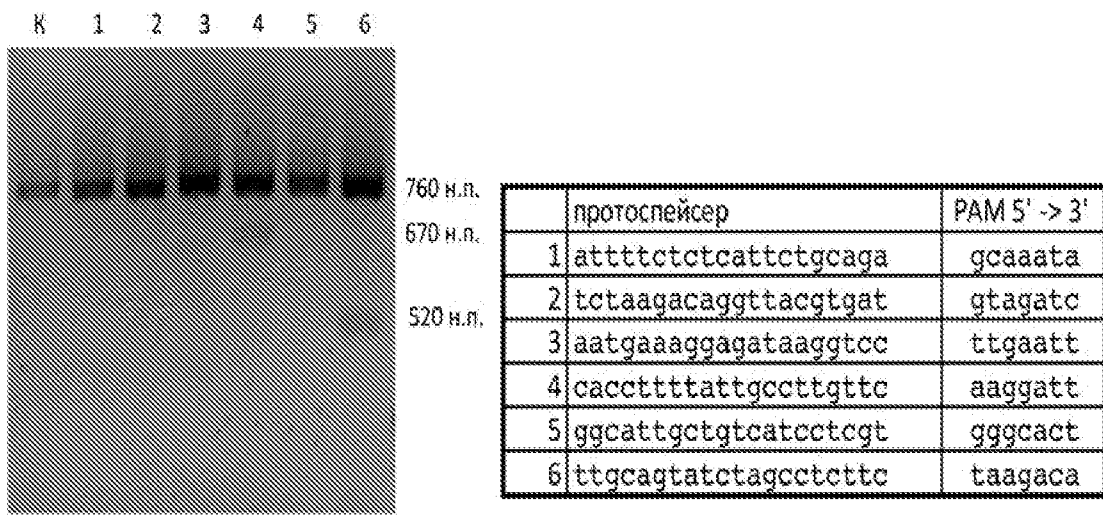 К 1 2 3 4 5 6
760 н.п.
670 н.п.
520 н.п.
протоспейсер PAM 5' -> 3'
1 attttctctcattctgcaga gcaaata
2 tctaagacaggttacgtgat gtagatc
3 aatgaaaggagataaggtcc ttgaatt
4 caccttttattgccttgttc aaggatt
5 ggcattgctgtcatcctcgt gggcact
6 ttgcagtatctagcctcttc taagaca